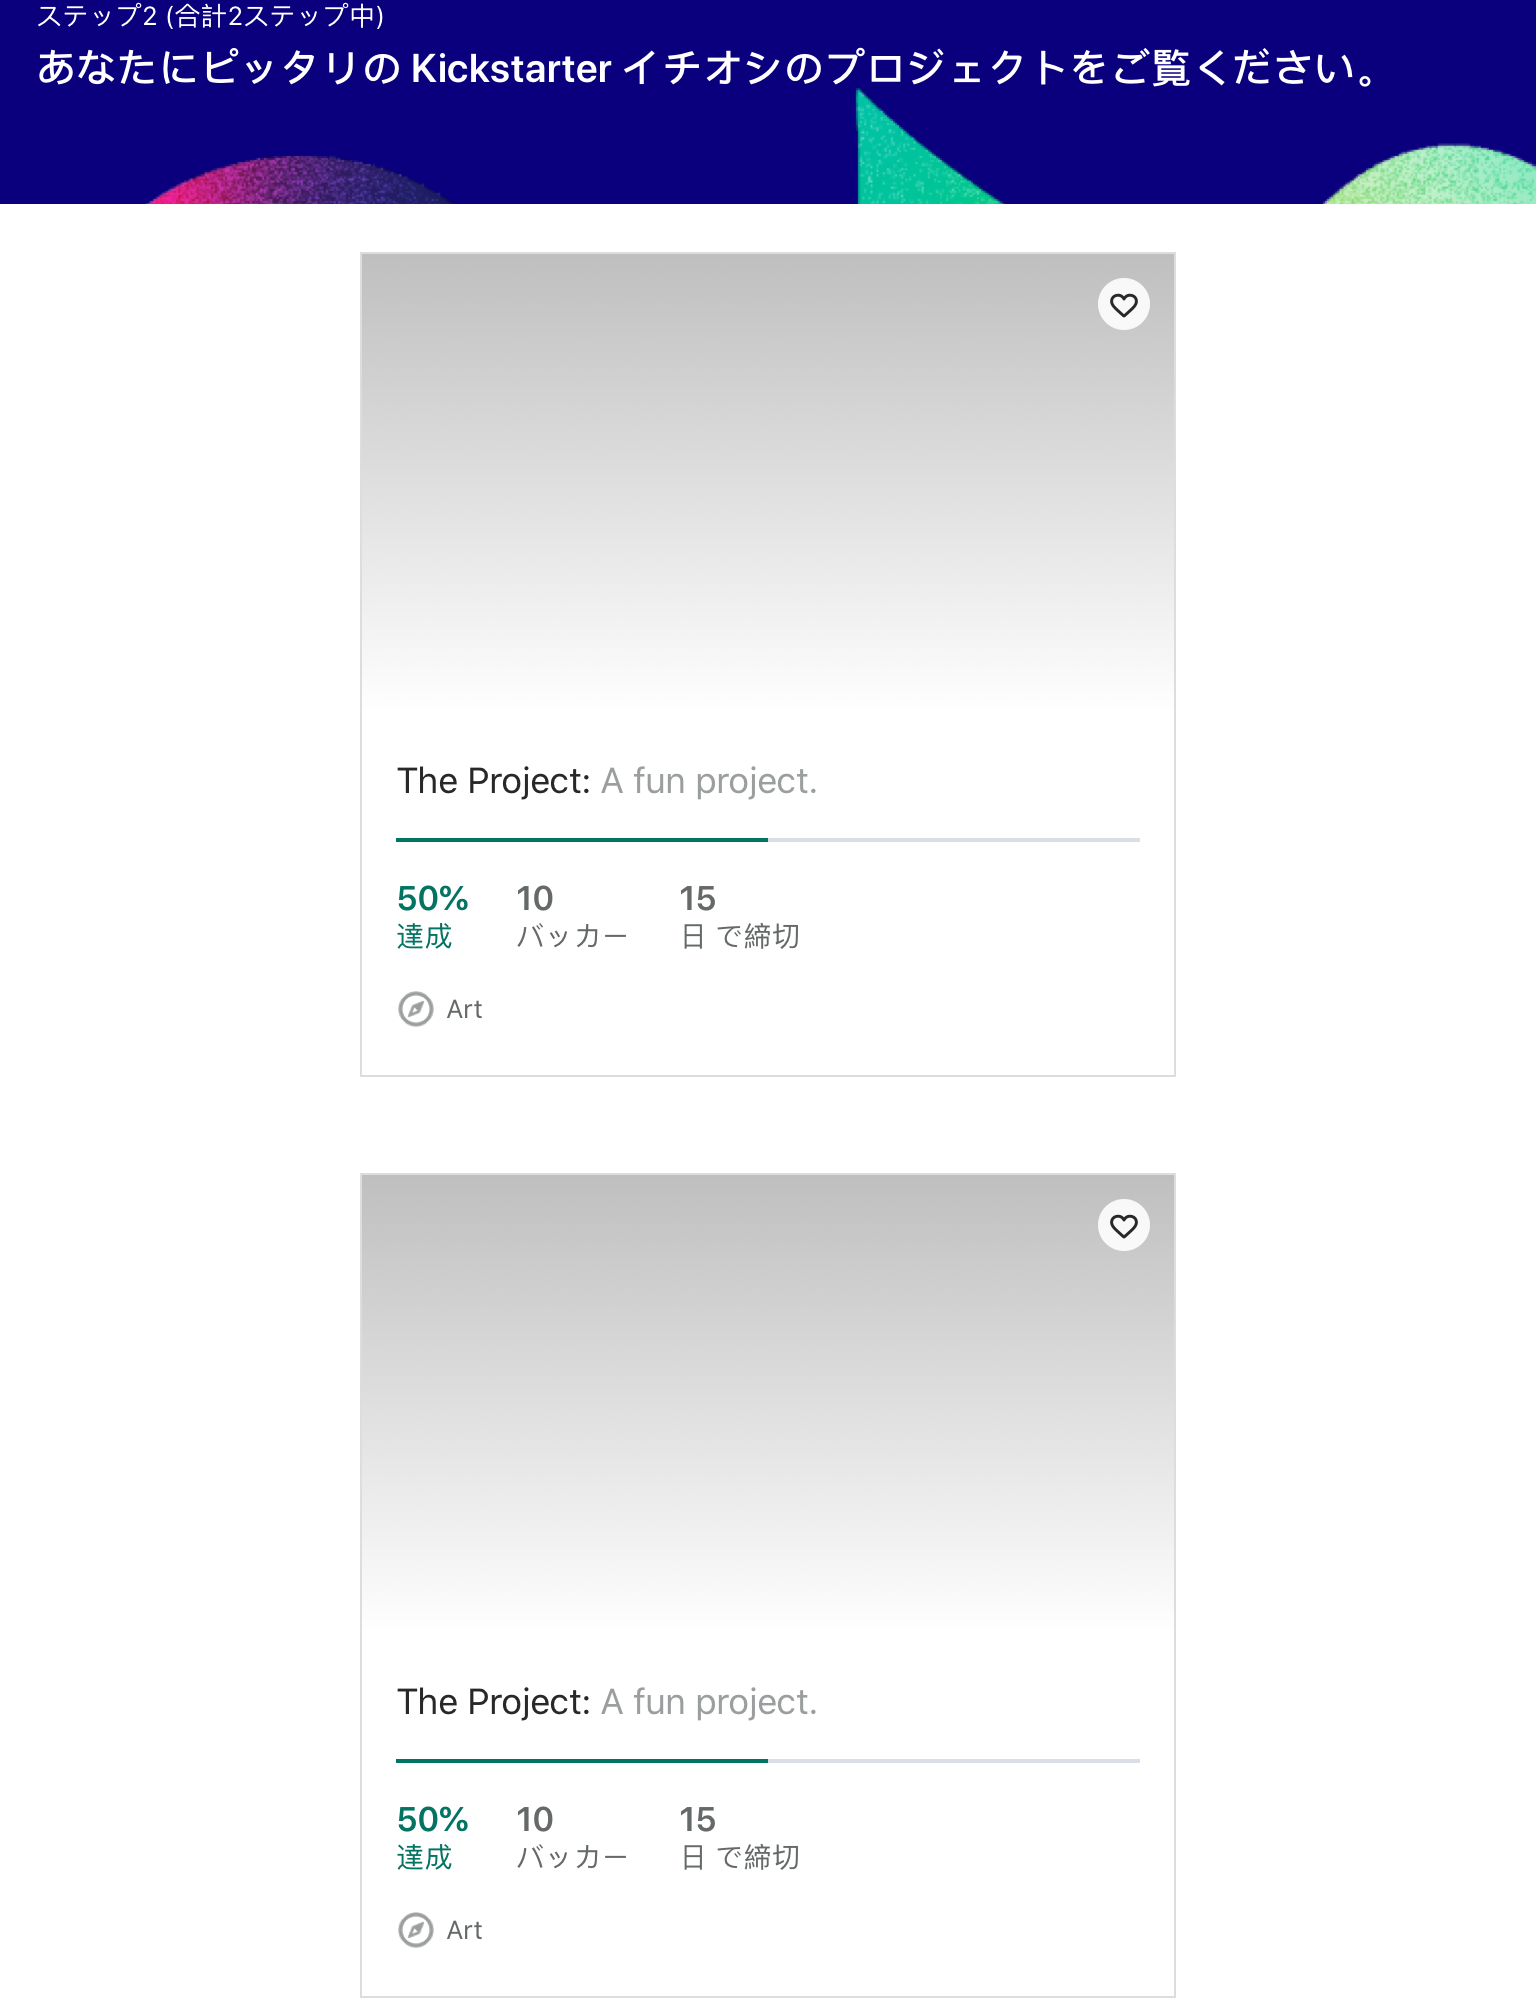 ステップ2 (合計2ステップ中)
あなたにピッタリの Kickstarter イチオシのプロジェクトをご覧ください。
The Project: A fun project.
50% 10 15
達成 バッカー 日 で締切
Art
The Project: A fun project.
50% 10 15
達成 バッカー 日 で締切
Art